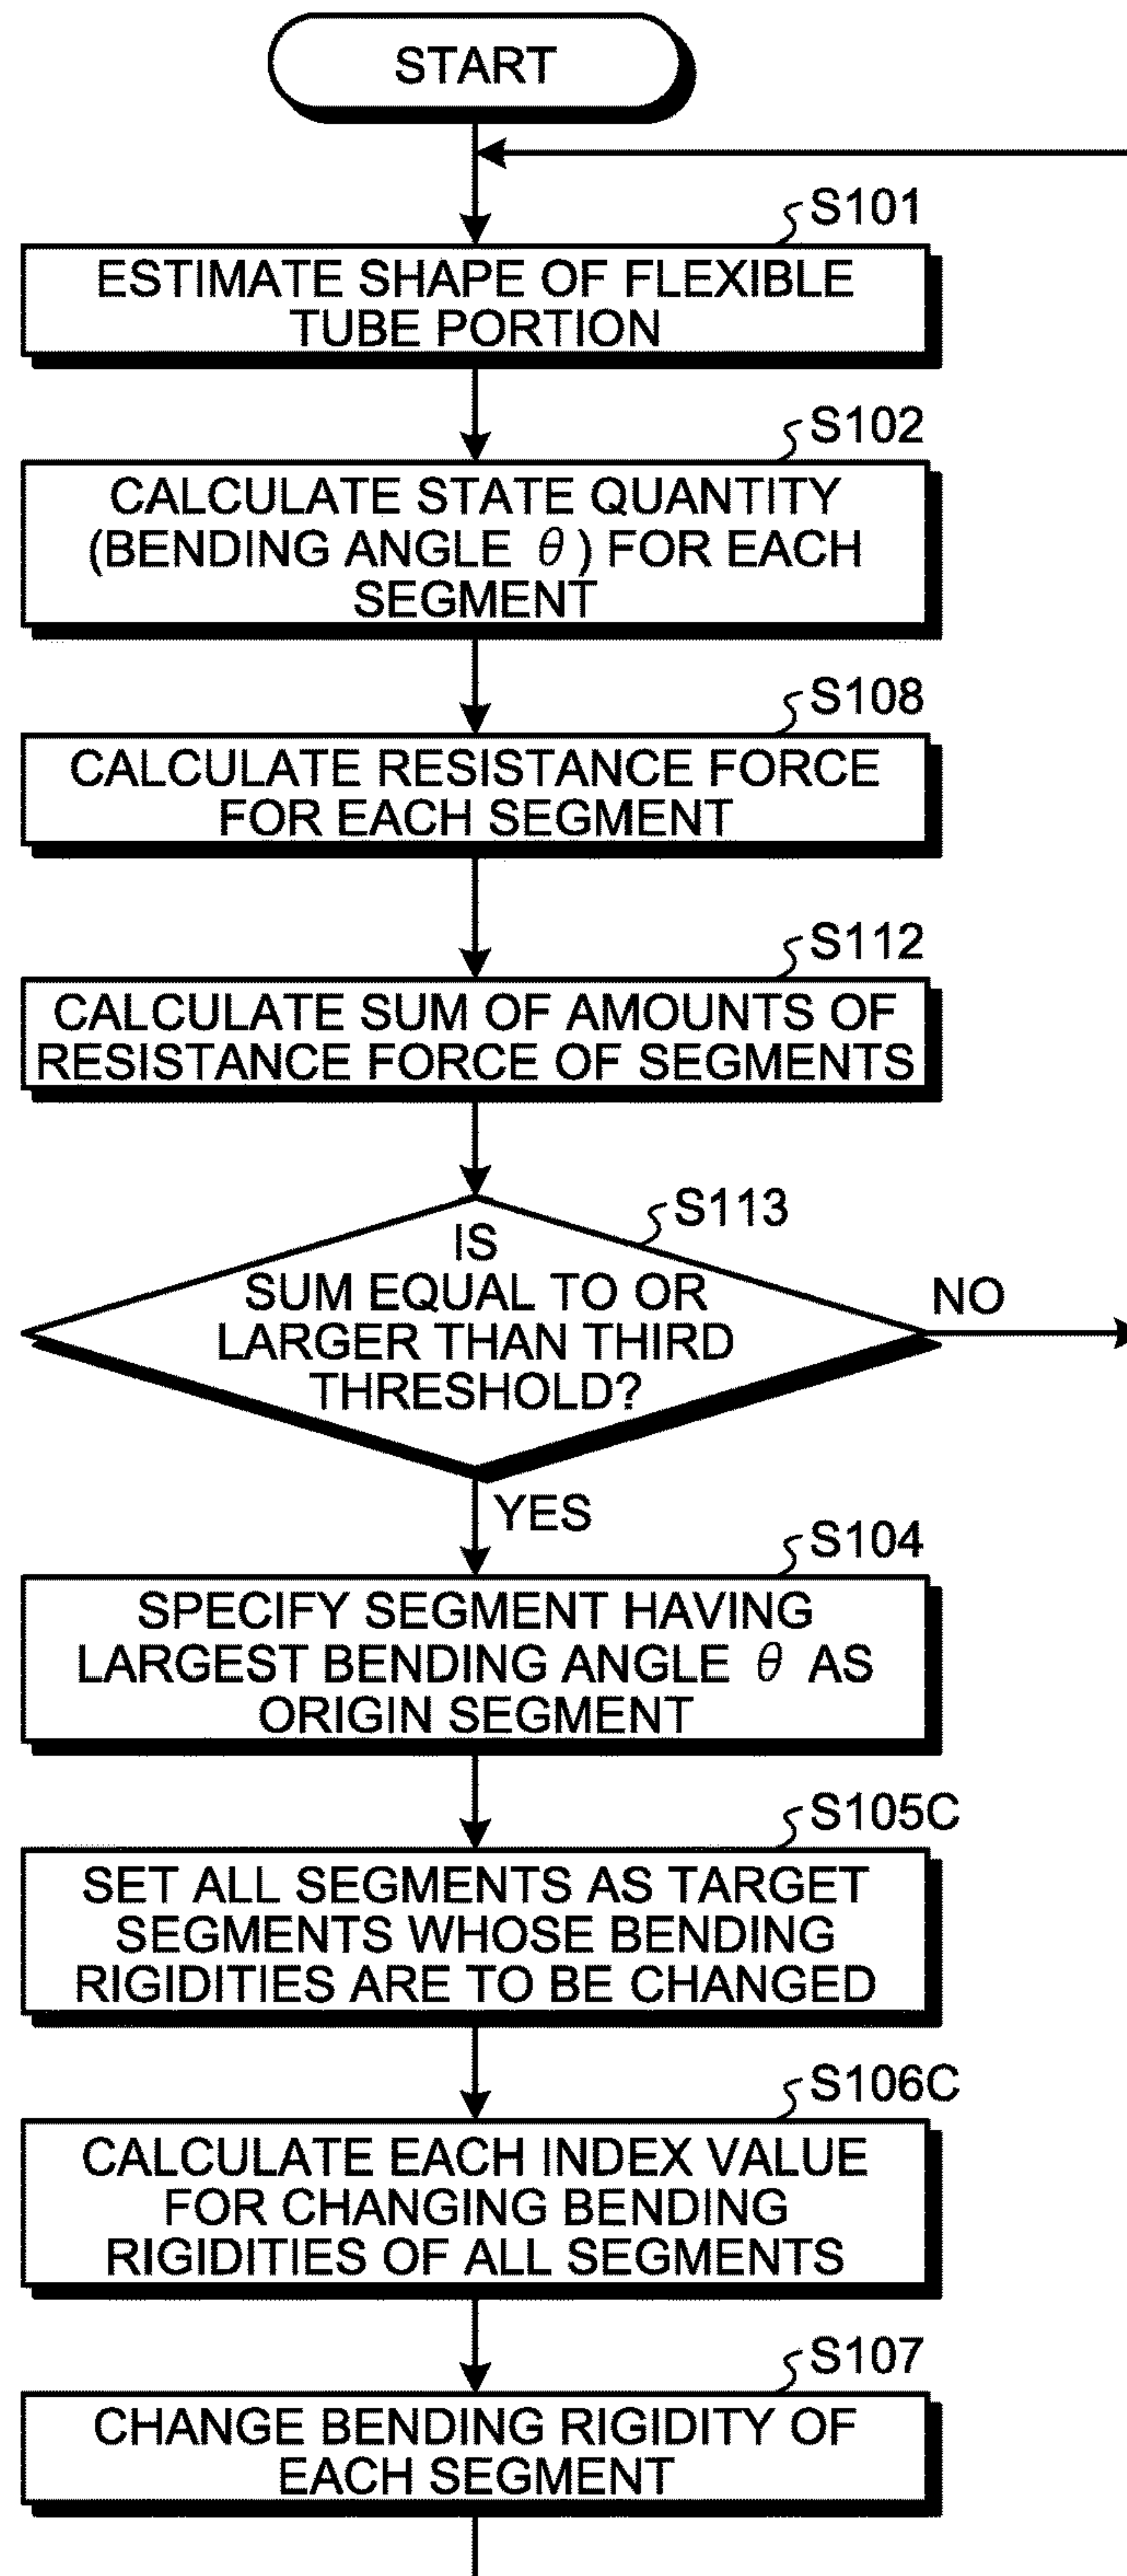 START
S101
ESTIMATE SHAPE OF FLEXIBLE
TUBE PORTION
S102
CALCULATE STATE QUANTITY
(BENDING ANGLE θ) FOR EACH
SEGMENT
S108
CALCULATE RESISTANCE FORCE
FOR EACH SEGMENT
S112
CALCULATE SUM OF AMOUNTS OF
RESISTANCE FORCE OF SEGMENTS
S113
IS
SUM EQUAL TO OR
LARGER THAN THIRD
THRESHOLD?
NO
YES
S104
SPECIFY SEGMENT HAVING
LARGEST BENDING ANGLE θ AS
ORIGIN SEGMENT
S105C
SET ALL SEGMENTS AS TARGET
SEGMENTS WHOSE BENDING
RIGIDITIES ARE TO BE CHANGED
S106C
CALCULATE EACH INDEX VALUE
FOR CHANGING BENDING
RIGIDITIES OF ALL SEGMENTS
S107
CHANGE BENDING RIGIDITY OF
EACH SEGMENT